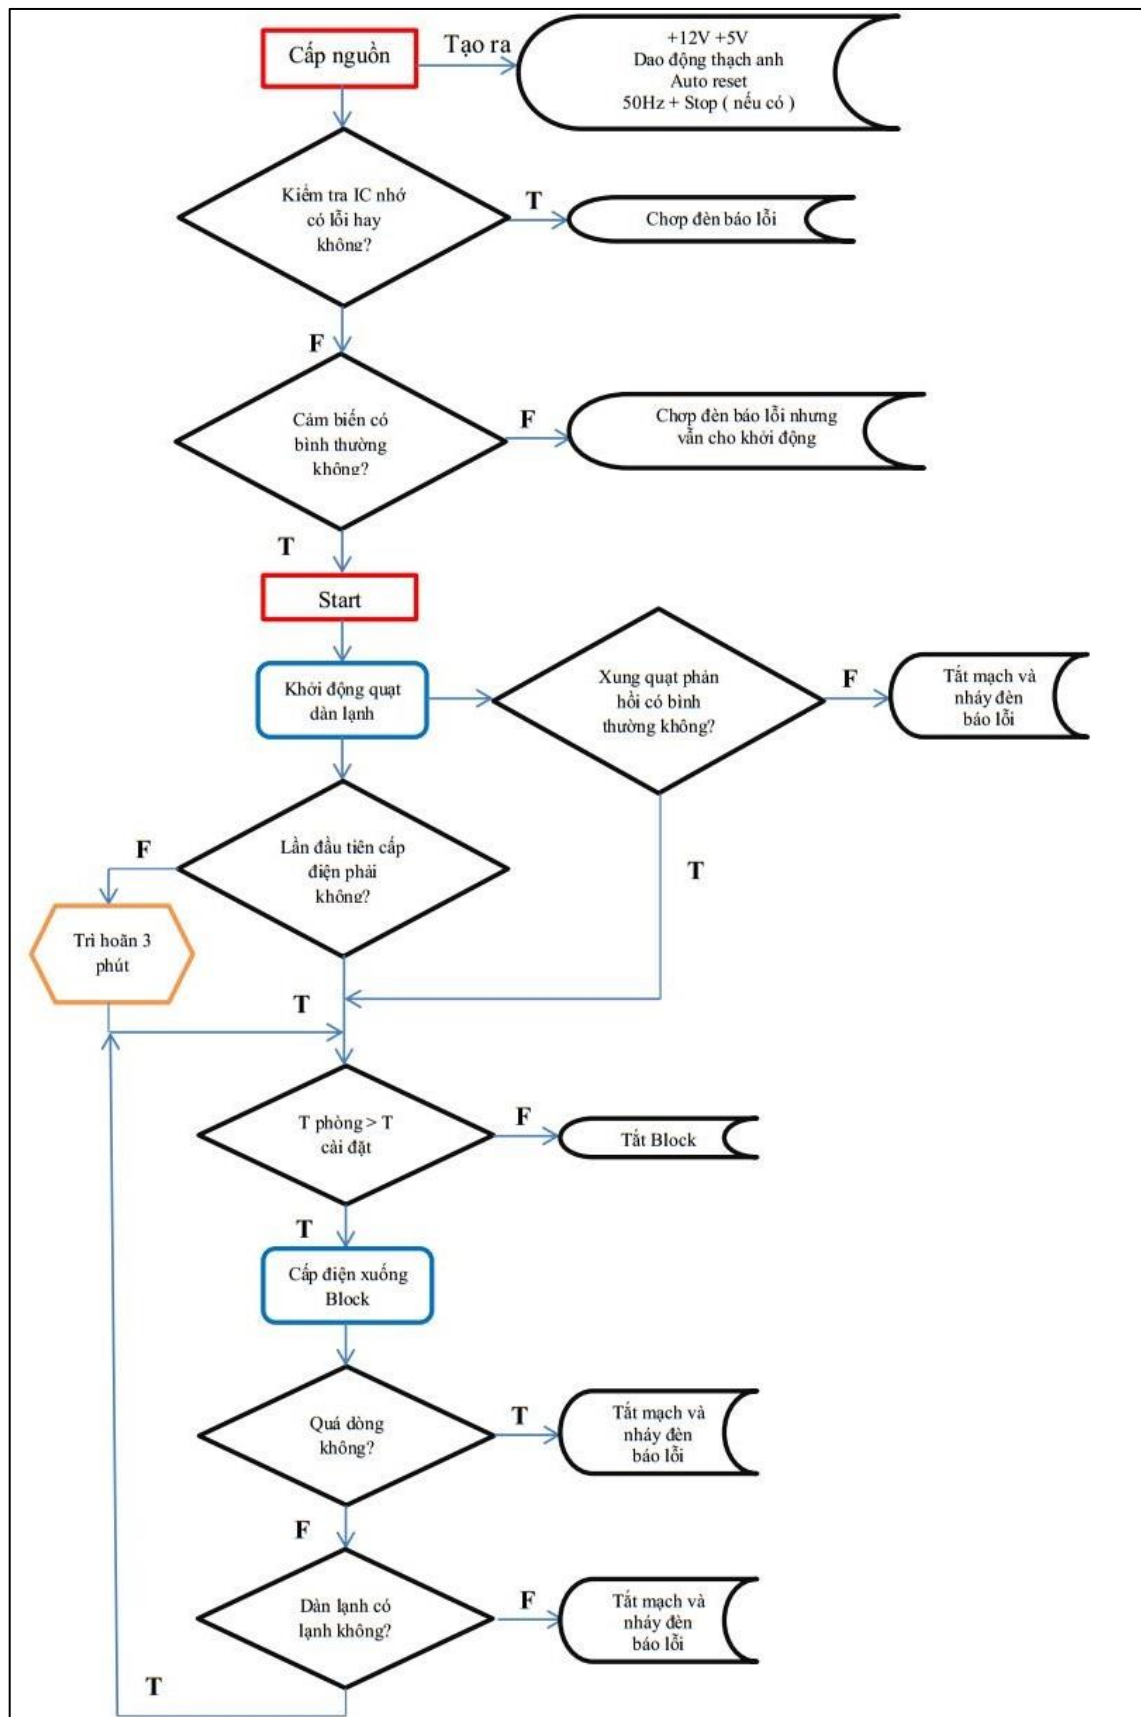 Cấp nguồn
Tạo ra
+12V +5V
Dao động thạch anh
Auto reset
50Hz + Stop ( nếu có )
Kiểm tra IC nhớ
có lỗi hay
không?
T
Chợp đèn báo lỗi
F
Cảm biến có
bình thường
không?
F
Chợp đèn báo lỗi nhưng
vẫn cho khởi động
T
Start
Khởi động quạt
dàn lạnh
Xung quạt phản
hồi có bình
thường không?
F
Tắt mạch và
nháy đèn
báo lỗi
T
Lần đầu tiên cấp
điện phải
không?
F
Trì hoãn 3
phút
T
T phòng > T
cài đặt
F
Tắt Block
T
Cấp điện xuống
Block
Quá dòng
không?
T
Tắt mạch và
nháy đèn
báo lỗi
F
Dàn lạnh có
lạnh không?
F
Tắt mạch và
nháy đèn
báo lỗi
T